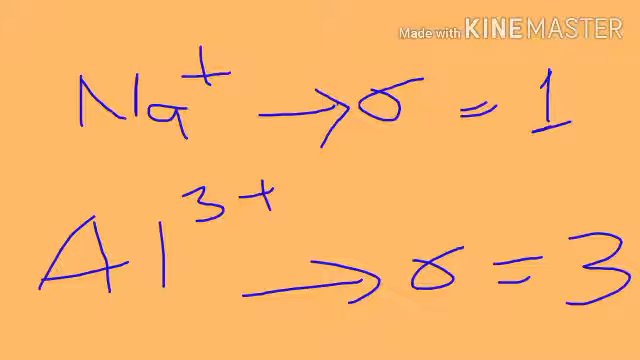 Made with KINEMASTER
Na⁺ → σ = 1
Al³⁺ → σ = 3